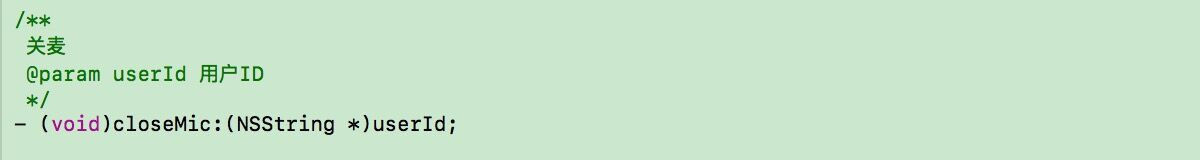 /**
关麦
@param userId 用户ID
*/
- (void)closeMic:(NSString *)userId;